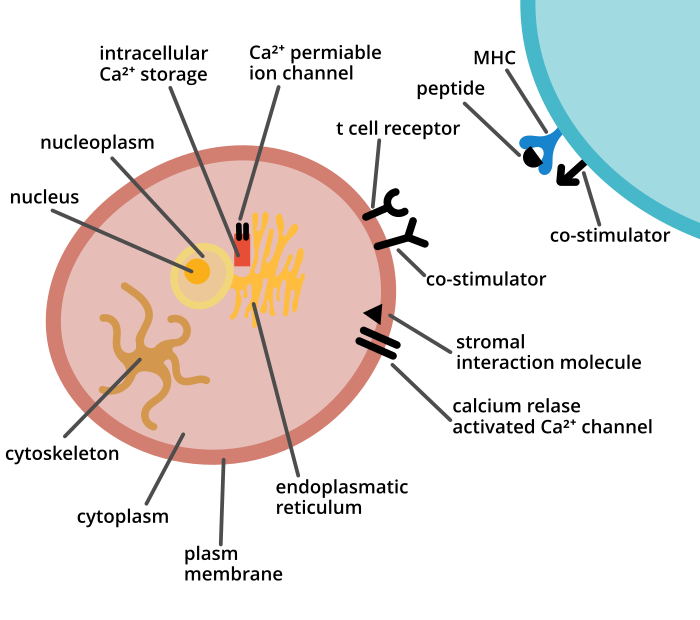 intracellular
Ca²⁺ storage
Ca²⁺ permiable
ion channel
MHC
peptide
t cell receptor
nucleoplasm
nucleus
co-stimulator
co-stimulator
stromal
interaction molecule
calcium relase
activated Ca²⁺ channel
cytoskeleton
endoplasmatic
reticulum
cytoplasm
plasm
membrane